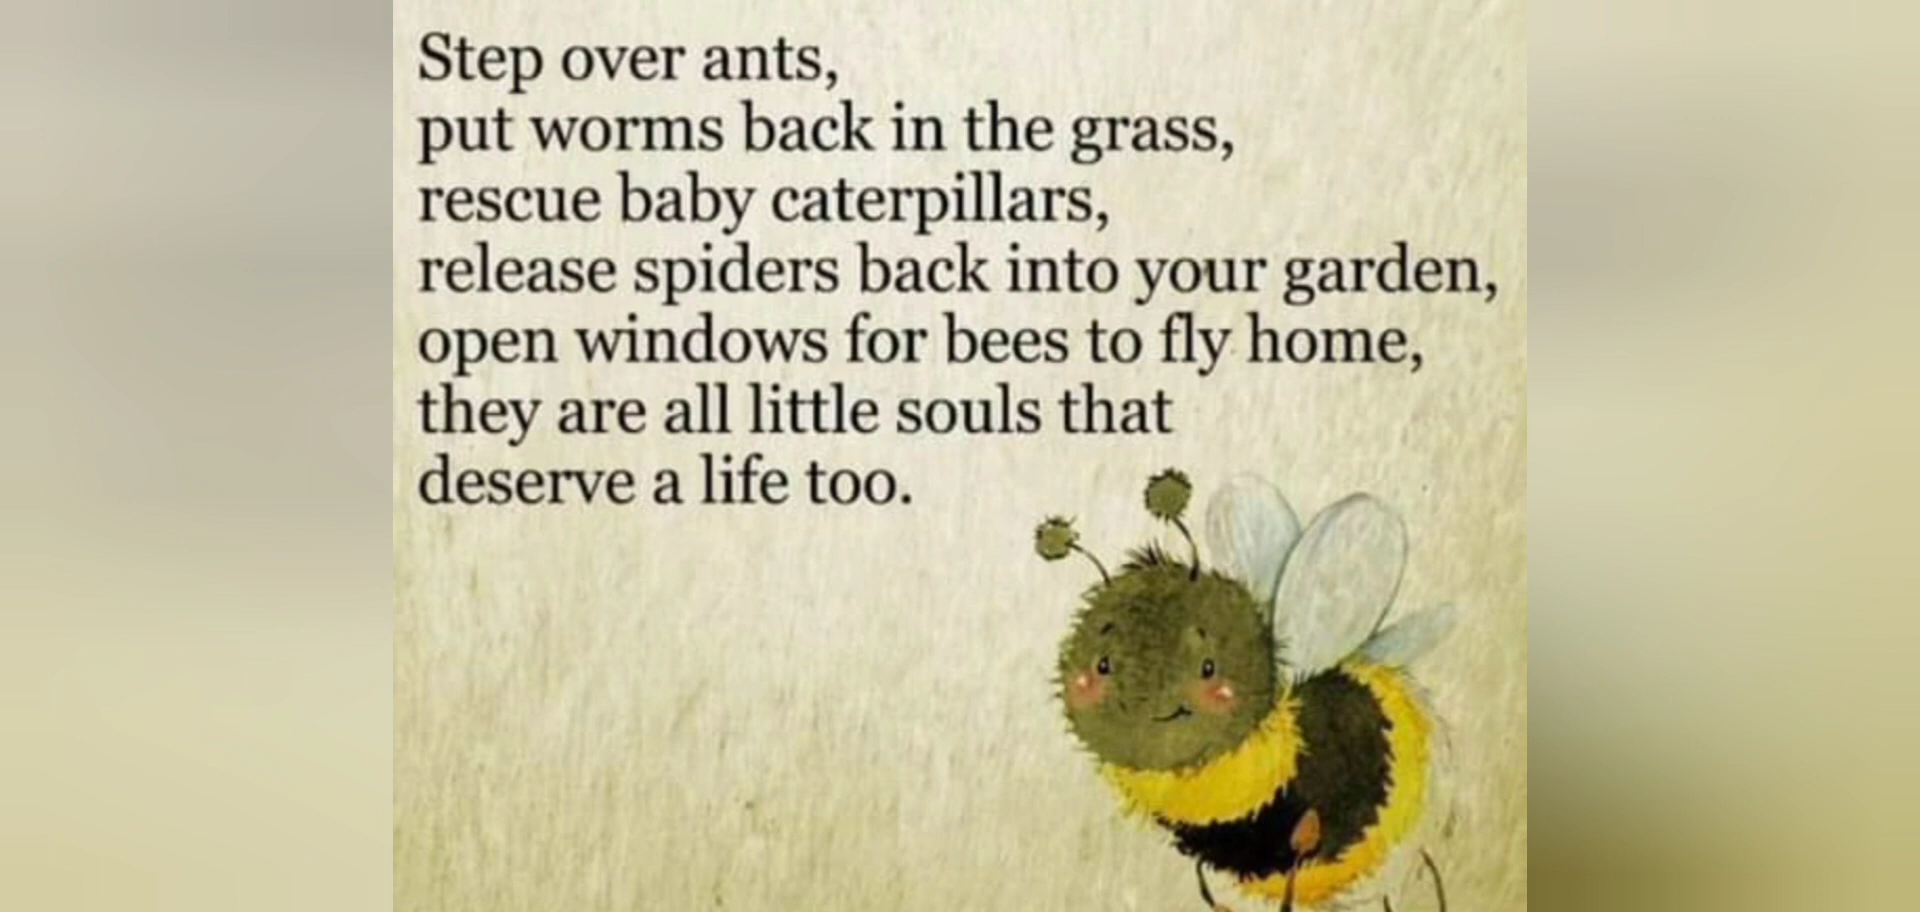 Step over ants,
put worms back in the grass,
rescue baby caterpillars,
release spiders back into your garden,
open windows for bees to fly home,
they are all little souls that
deserve a life too.